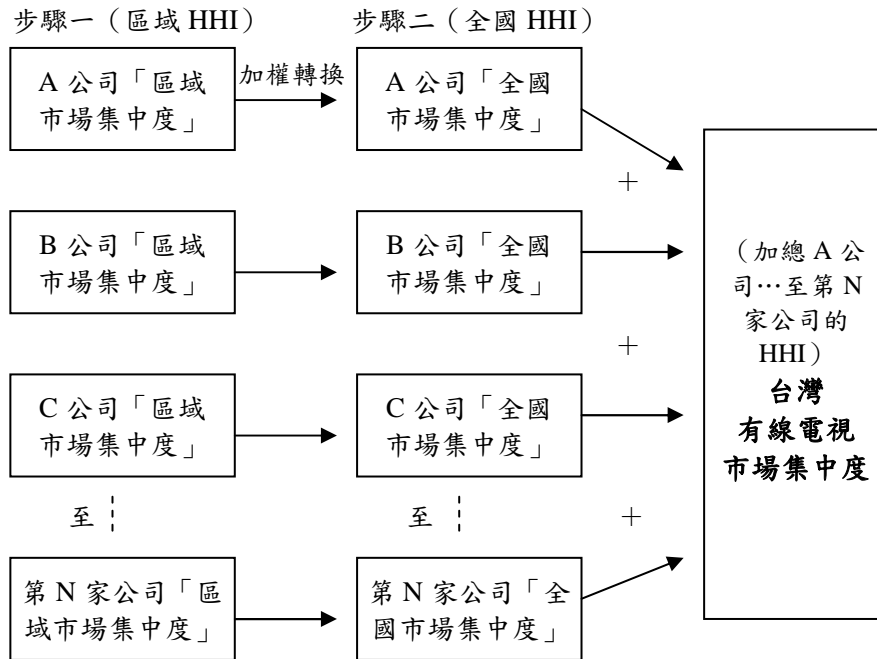 步驟一（區域 HHI）
步驟二（全國 HHI）
A 公司「區域
市場集中度」
加權轉換
A 公司「全國
市場集中度」
＋
B 公司「區域
市場集中度」
B 公司「全國
市場集中度」
＋
C 公司「區域
市場集中度」
C 公司「全國
市場集中度」
＋
至
至
第 N 家公司「區
域市場集中度」
第 N 家公司「全
國市場集中度」
（加總 A 公
司…至第 N
家公司的
HHI）
台灣
有線電視
市場集中度